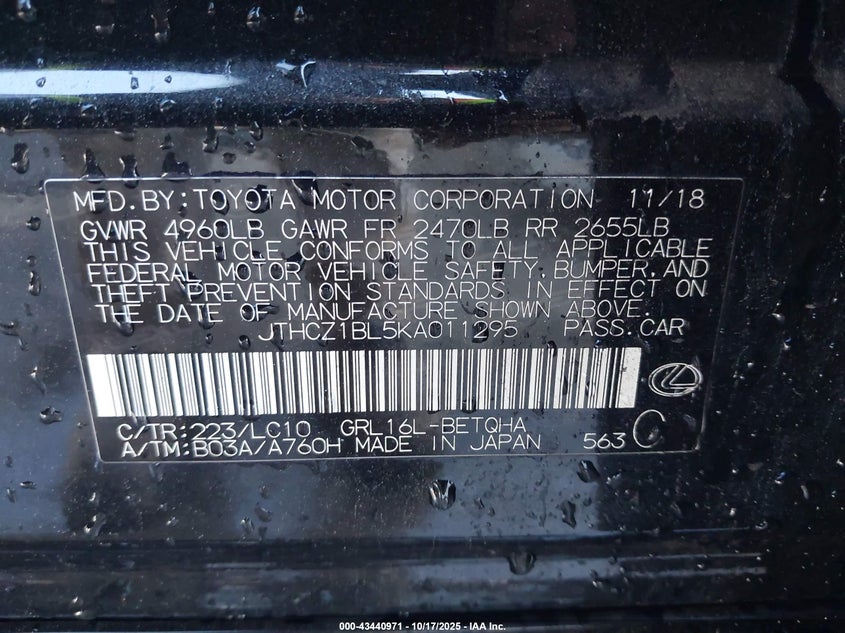 MFD. BY: TOYOTA MOTOR CORPORATION 11/18
GVWR 4960LB GAWR FR 2470LB RR 2655LB
THIS VEHICLE CONFORMS TO ALL APPLICABLE
FEDERAL MOTOR VEHICLE SAFETY, BUMPER, AND
THEFT PREVENTION STANDARDS IN EFFECT ON
THE DATE OF MANUFACTURE SHOWN ABOVE.
JTHCZ1BL5KA011295 PASS. CAR
C/TR: 223/LC10 GRL16L-BETQHA
A/TM: B03A/A760H MADE IN JAPAN 563 C
000-43440971 - 10/17/2025 - IAA Inc.